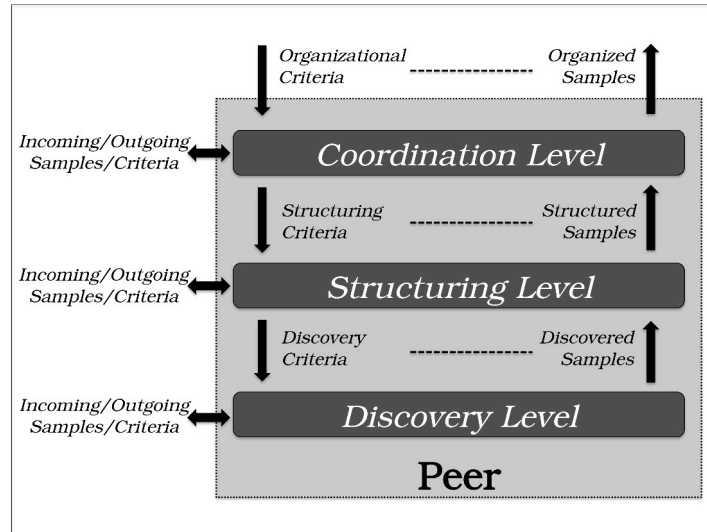 Organizational
Criteria
Organized
Samples
Incoming/Outgoing
Samples/Criteria
Coordination Level
Structuring
Criteria
Structured
Samples
Incoming/Outgoing
Samples/Criteria
Structuring Level
Discovery
Criteria
Discovered
Samples
Incoming/Outgoing
Samples/Criteria
Discovery Level
Peer